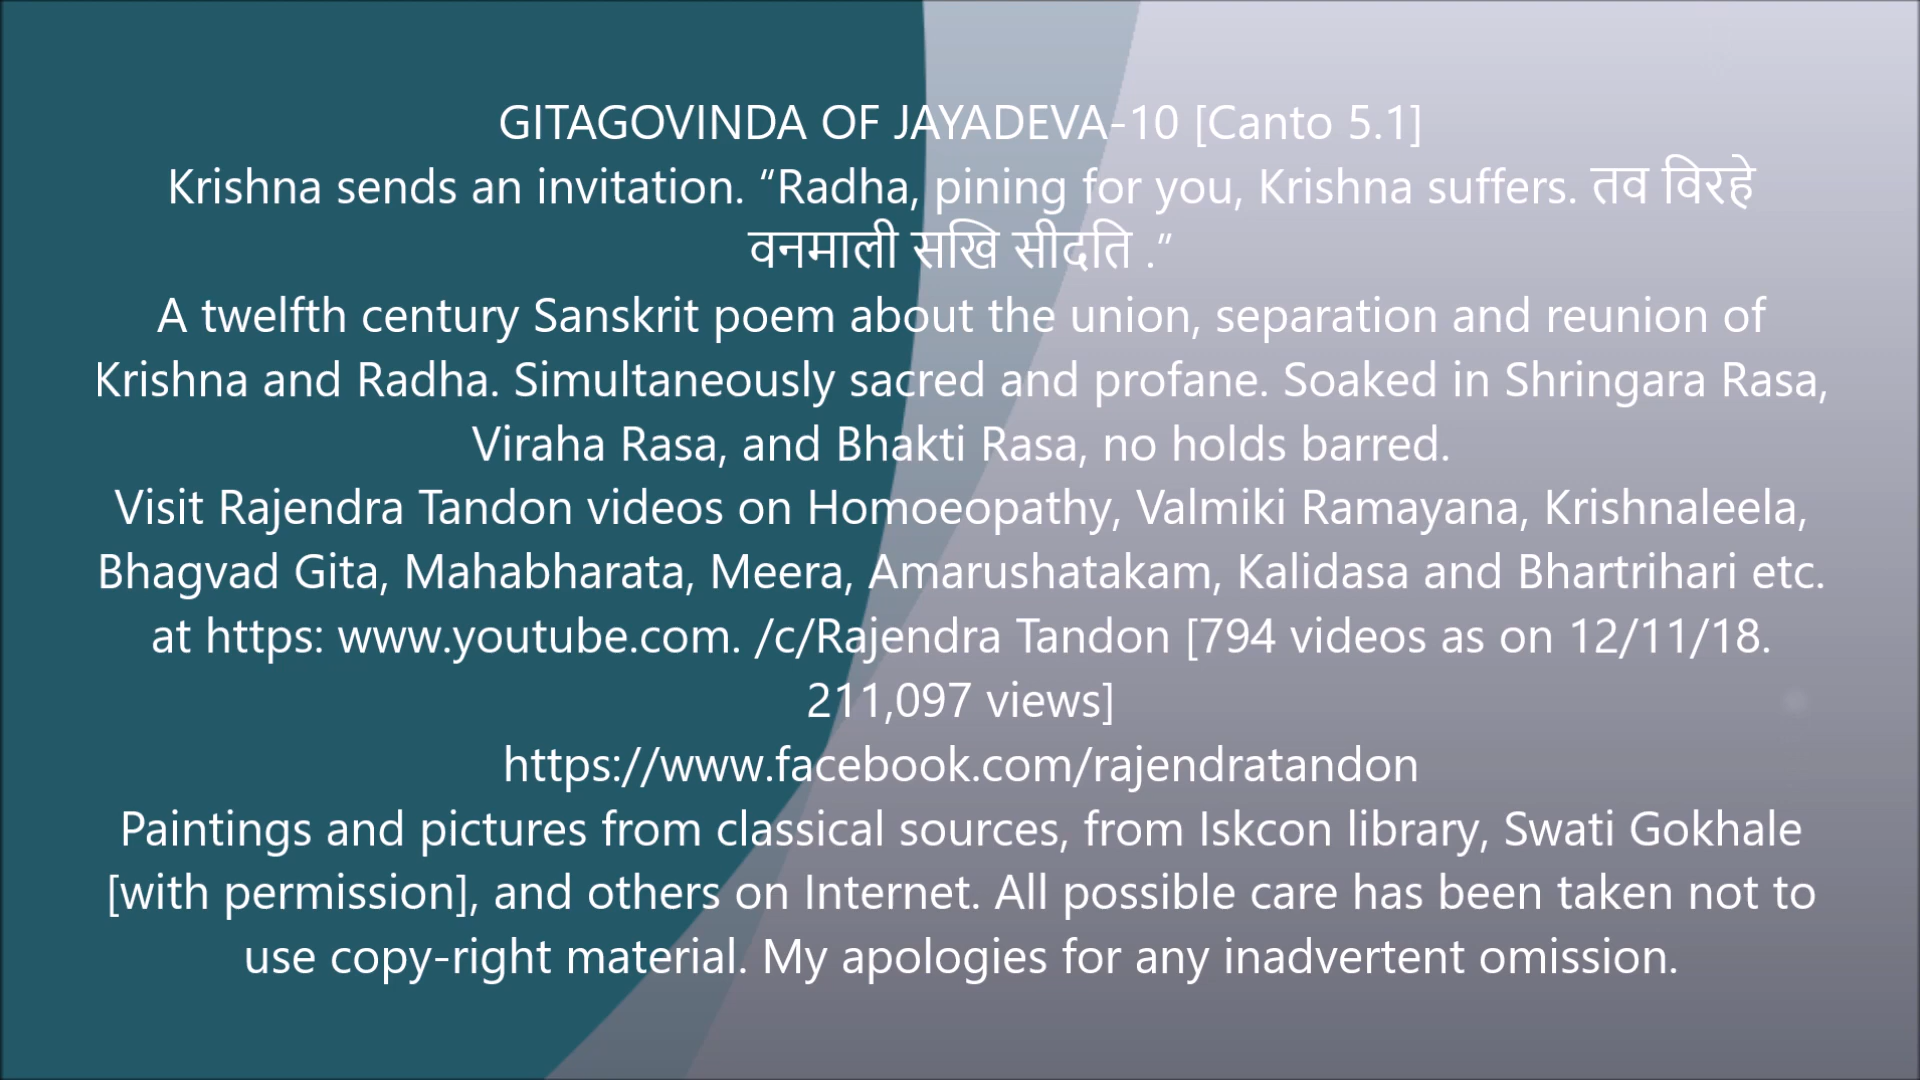 GITAGOVINDA OF JAYADEVA-10 [Canto 5.1]
Krishna sends an invitation. “Radha, pining for you, Krishna suffers. तव विरहे
वनमाली सखि सीदति .”
A twelfth century Sanskrit poem about the union, separation and reunion of
Krishna and Radha. Simultaneously sacred and profane. Soaked in Shringara Rasa,
Viraha Rasa, and Bhakti Rasa, no holds barred.
Visit Rajendra Tandon videos on Homoeopathy, Valmiki Ramayana, Krishnaleela,
Bhagvad Gita, Mahabharata, Meera, Amarushatakam, Kalidasa and Bhartrihari etc.
at https: www.youtube.com. /c/Rajendra Tandon [794 videos as on 12/11/18.
211,097 views]
https://www.facebook.com/rajendratandon
Paintings and pictures from classical sources, from Iskcon library, Swati Gokhale
[with permission], and others on Internet. All possible care has been taken not to
use copy-right material. My apologies for any inadvertent omission.